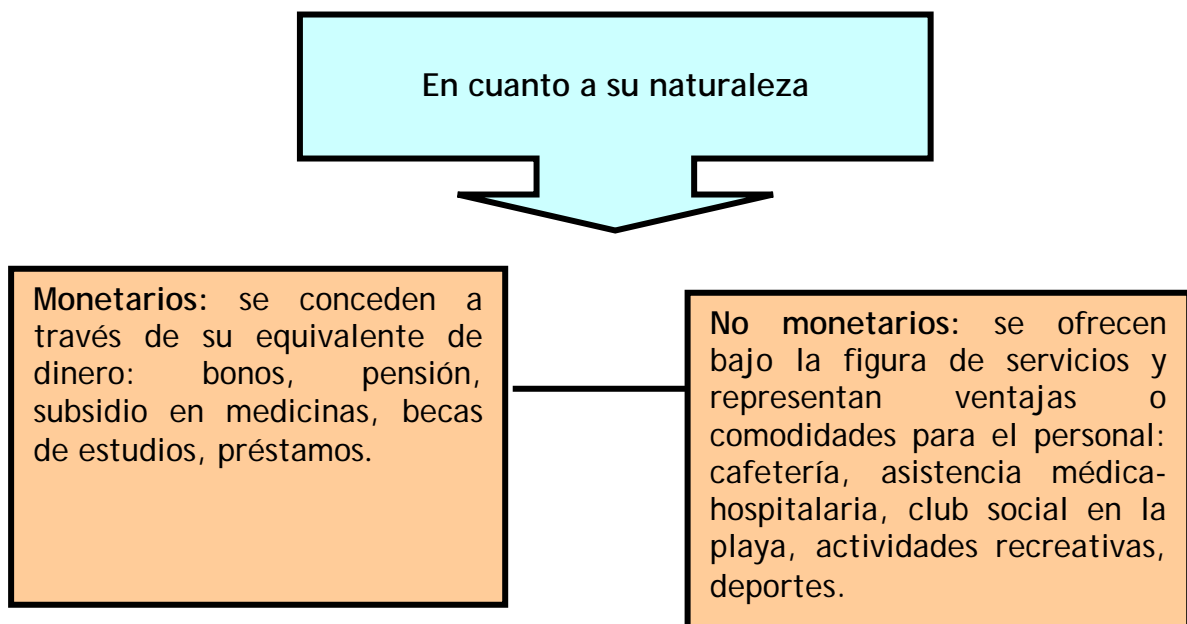 En cuanto a su naturaleza
Monetarios: se conceden a
través de su equivalente de
dinero: bonos, pensión,
subsidio en medicinas, becas
de estudios, préstamos.
No monetarios: se ofrecen
bajo la figura de servicios y
representan ventajas o
comodidades para el personal:
cafetería, asistencia médica-
hospitalaria, club social en la
playa, actividades recreativas,
deportes.